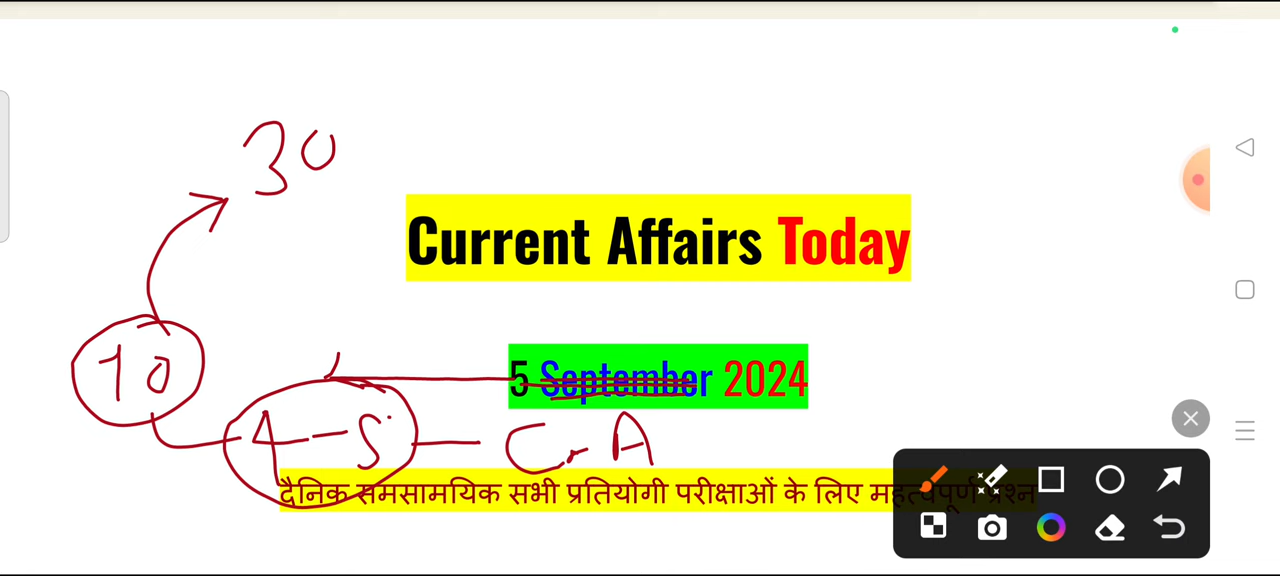 30
Current Affairs Today
10
5 September 2024
4--5 - C.A
दैनिक समसामयिक सभी प्रतियोगी परीक्षाओं के लिए महत्वपूर्ण प्रश्न